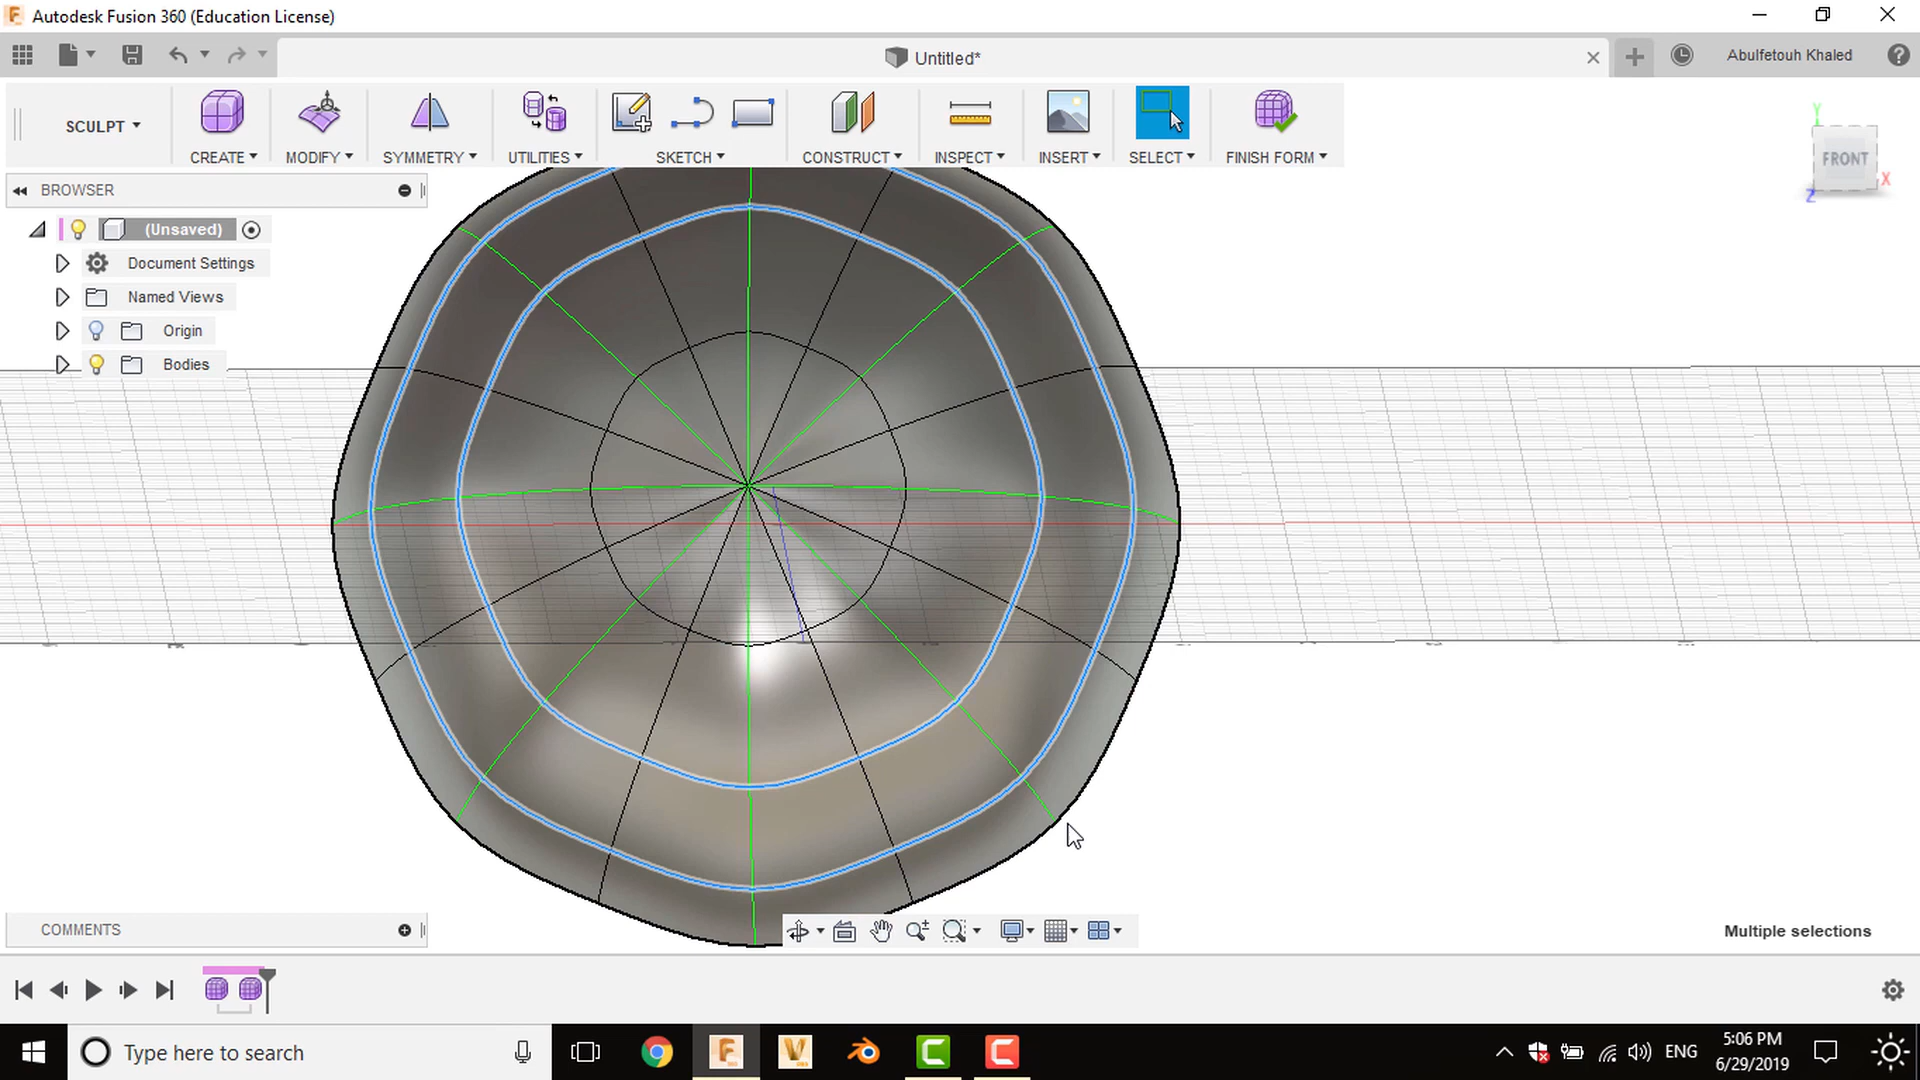 Autodesk Fusion 360 (Education License)
Untitled*
Abulfetouh Khaled
SCULPT
CREATE
MODIFY
SYMMETRY
UTILITIES
SKETCH
CONSTRUCT
INSPECT
INSERT
SELECT
FINISH FORM
Y
FRONT
X
Z
BROWSER
(Unsaved)
Document Settings
Named Views
Origin
Bodies
COMMENTS
Multiple selections
Type here to search
ENG
5:06 PM
6/29/2019